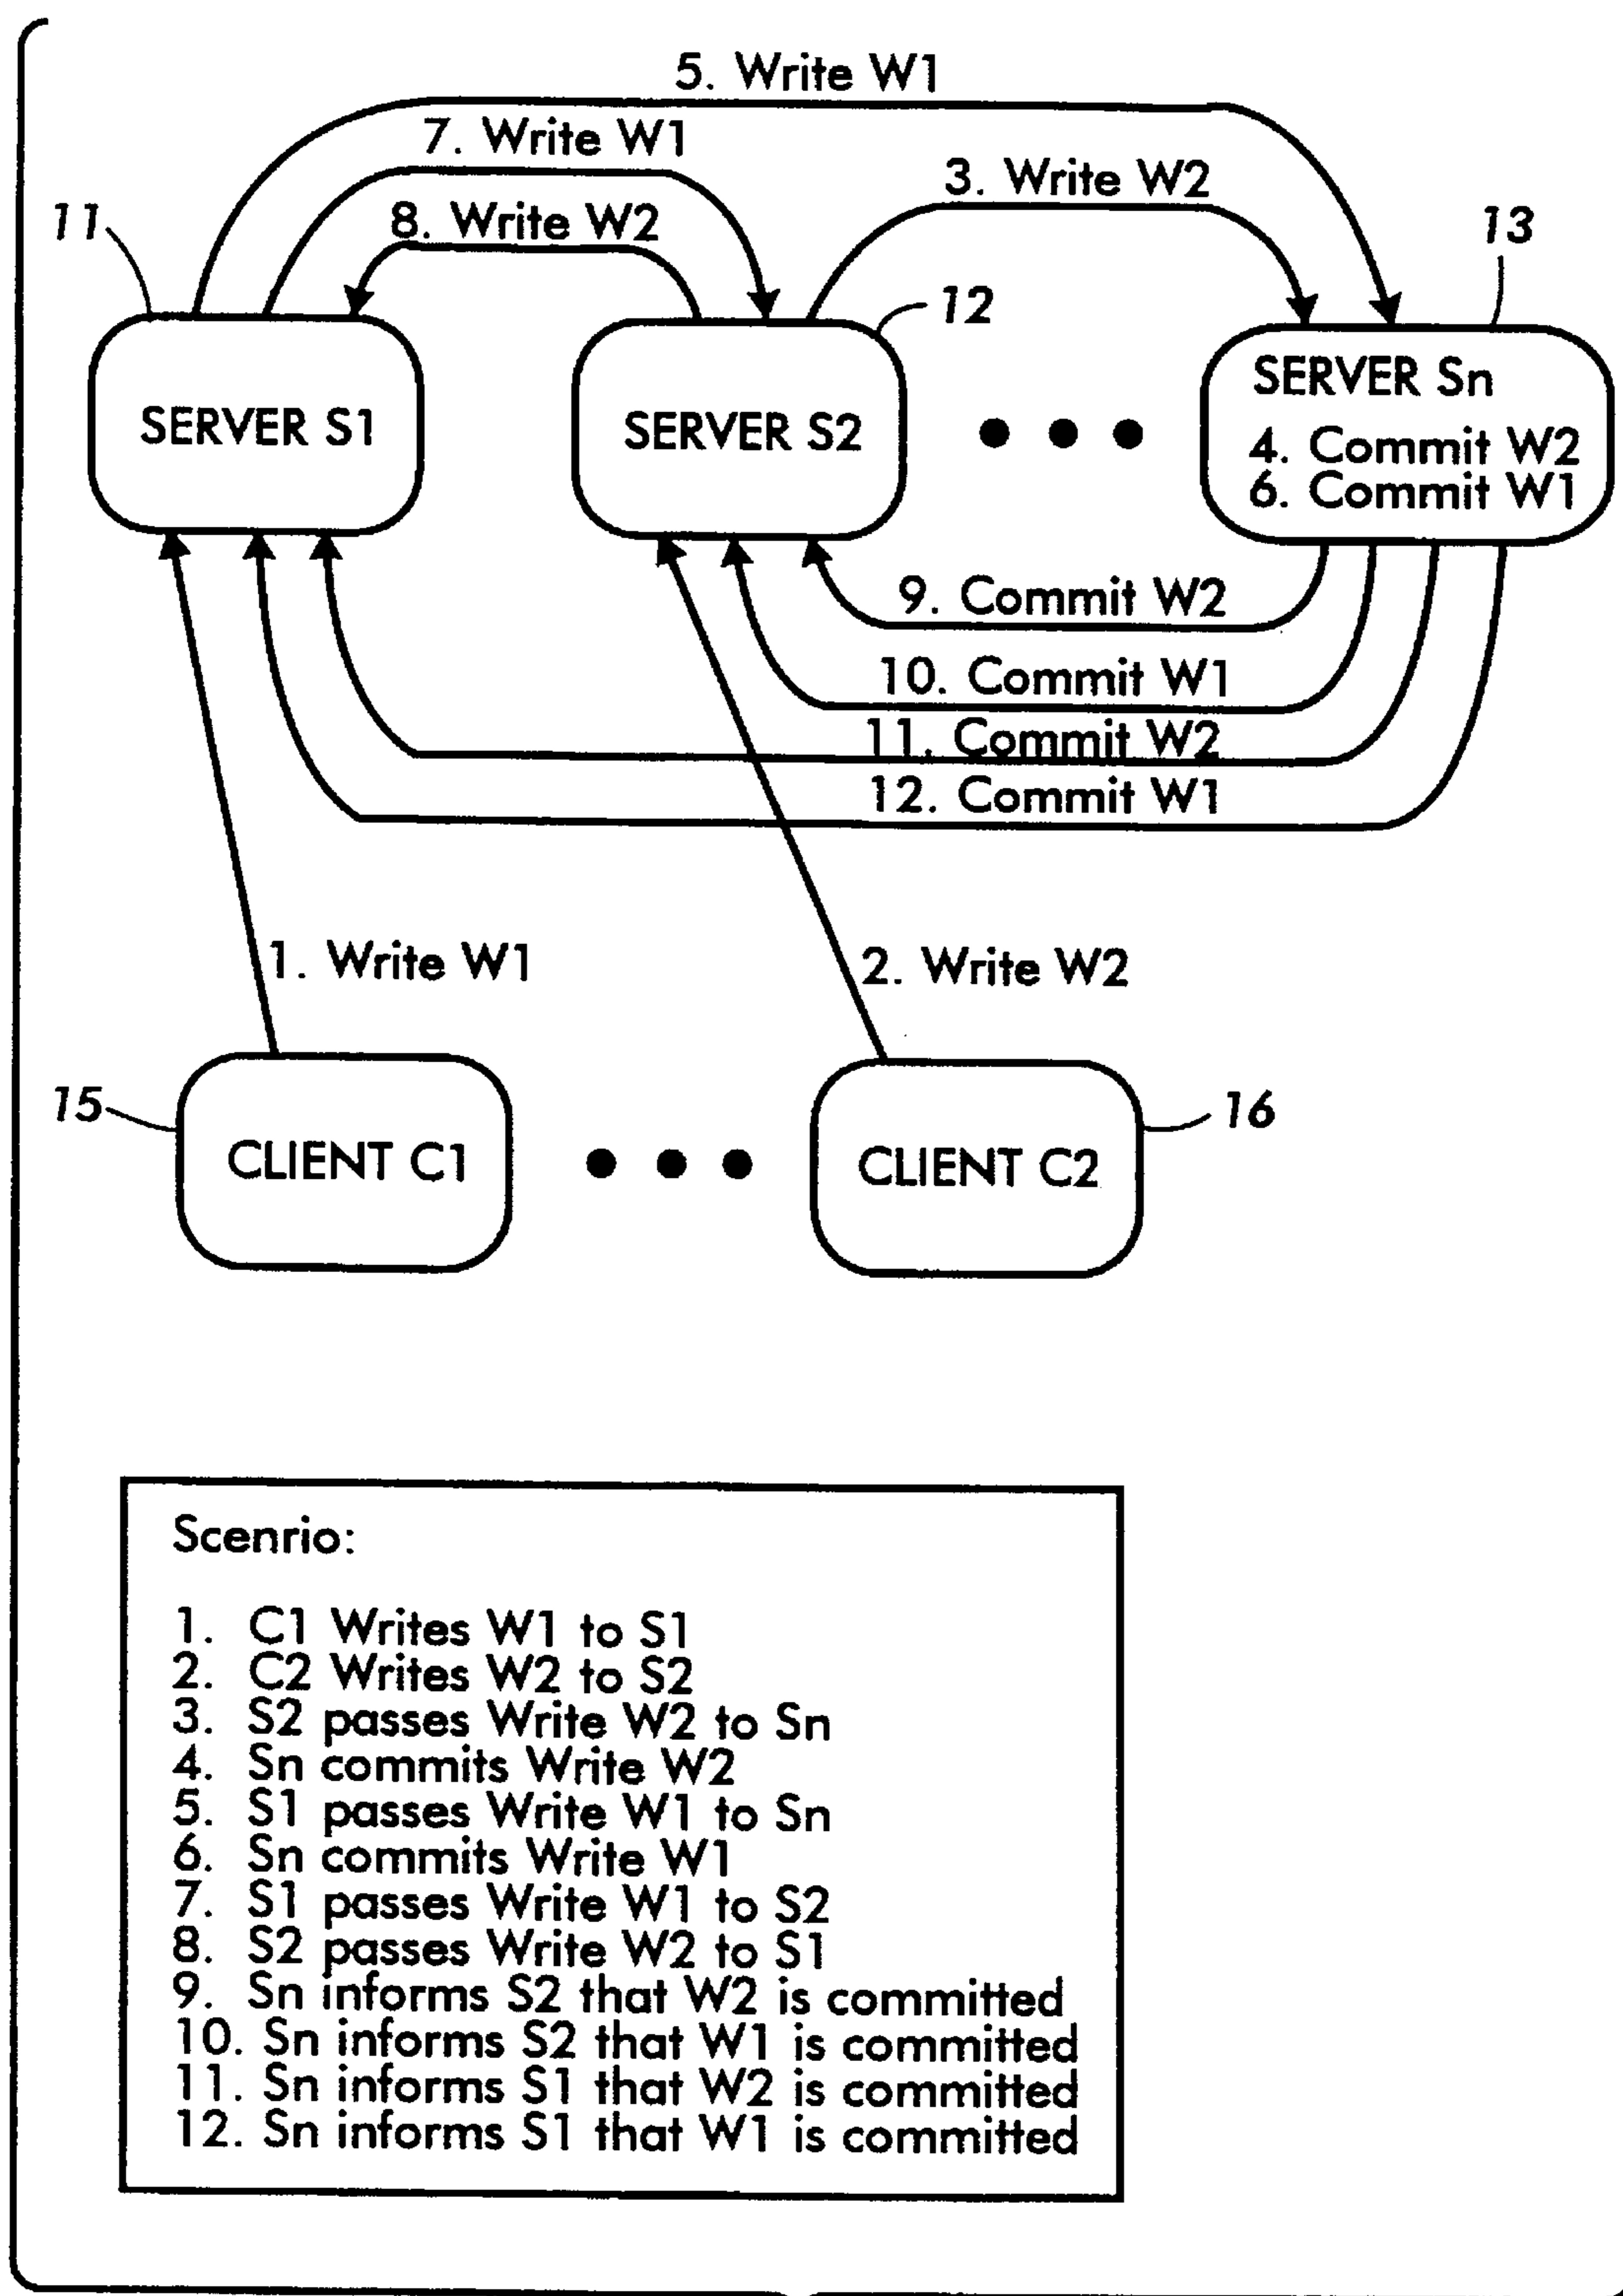 5. Write W1
7. Write W1
3. Write W2
8. Write W2
11
13
12
SERVER S1
SERVER S2
SERVER Sn
4. Commit W2
6. Commit W1
9. Commit W2
10. Commit W1
11. Commit W2
12. Commit W1
1. Write W1
2. Write W2
15
16
CLIENT C1
CLIENT C2
Scenrio:
1. C1 Writes W1 to S1
2. C2 Writes W2 to S2
3. S2 passes Write W2 to Sn
4. Sn commits Write W2
5. S1 passes Write W1 to Sn
6. Sn commits Write W1
7. S1 passes Write W1 to S2
8. S2 passes Write W2 to S1
9. Sn informs S2 that W2 is committed
10. Sn informs S2 that W1 is committed
11. Sn informs S1 that W2 is committed
12. Sn informs S1 that W1 is committed